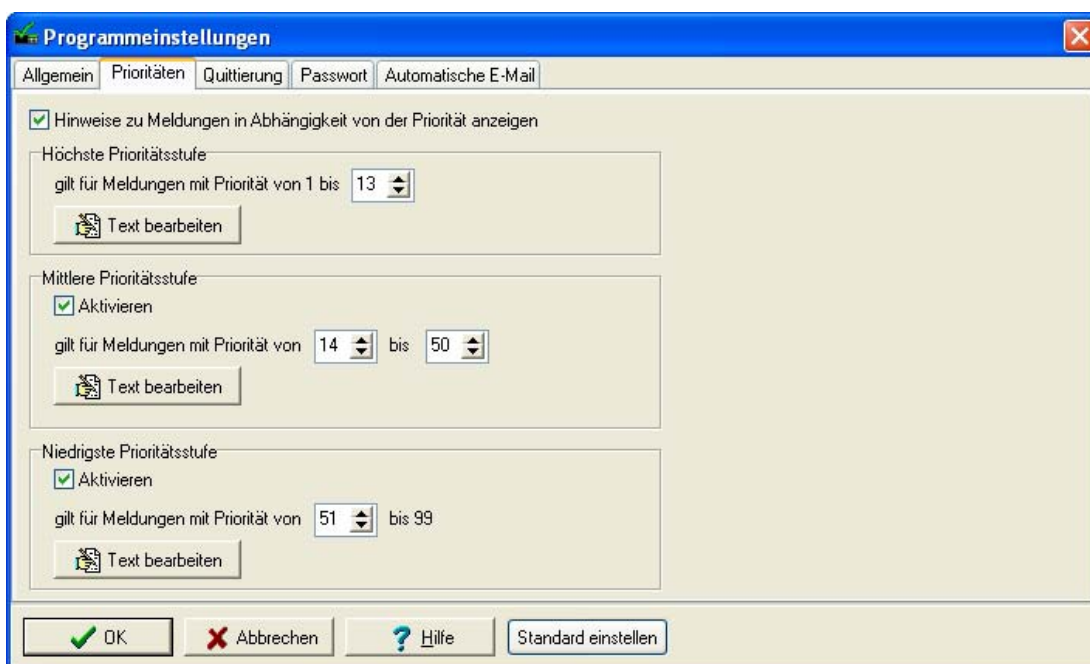 Programmeinstellungen
Allgemein Prioritäten Quittierung Passwort Automatische E-Mail
Hinweise zu Meldungen in Abhängigkeit von der Priorität anzeigen
Höchste Prioritätsstufe
gilt für Meldungen mit Priorität von 1 bis 13
Text bearbeiten
Mittlere Prioritätsstufe
Aktivieren
gilt für Meldungen mit Priorität von 14 bis 50
Text bearbeiten
Niedrigste Prioritätsstufe
Aktivieren
gilt für Meldungen mit Priorität von 51 bis 99
Text bearbeiten
OK Abbrechen Hilfe Standard einstellen